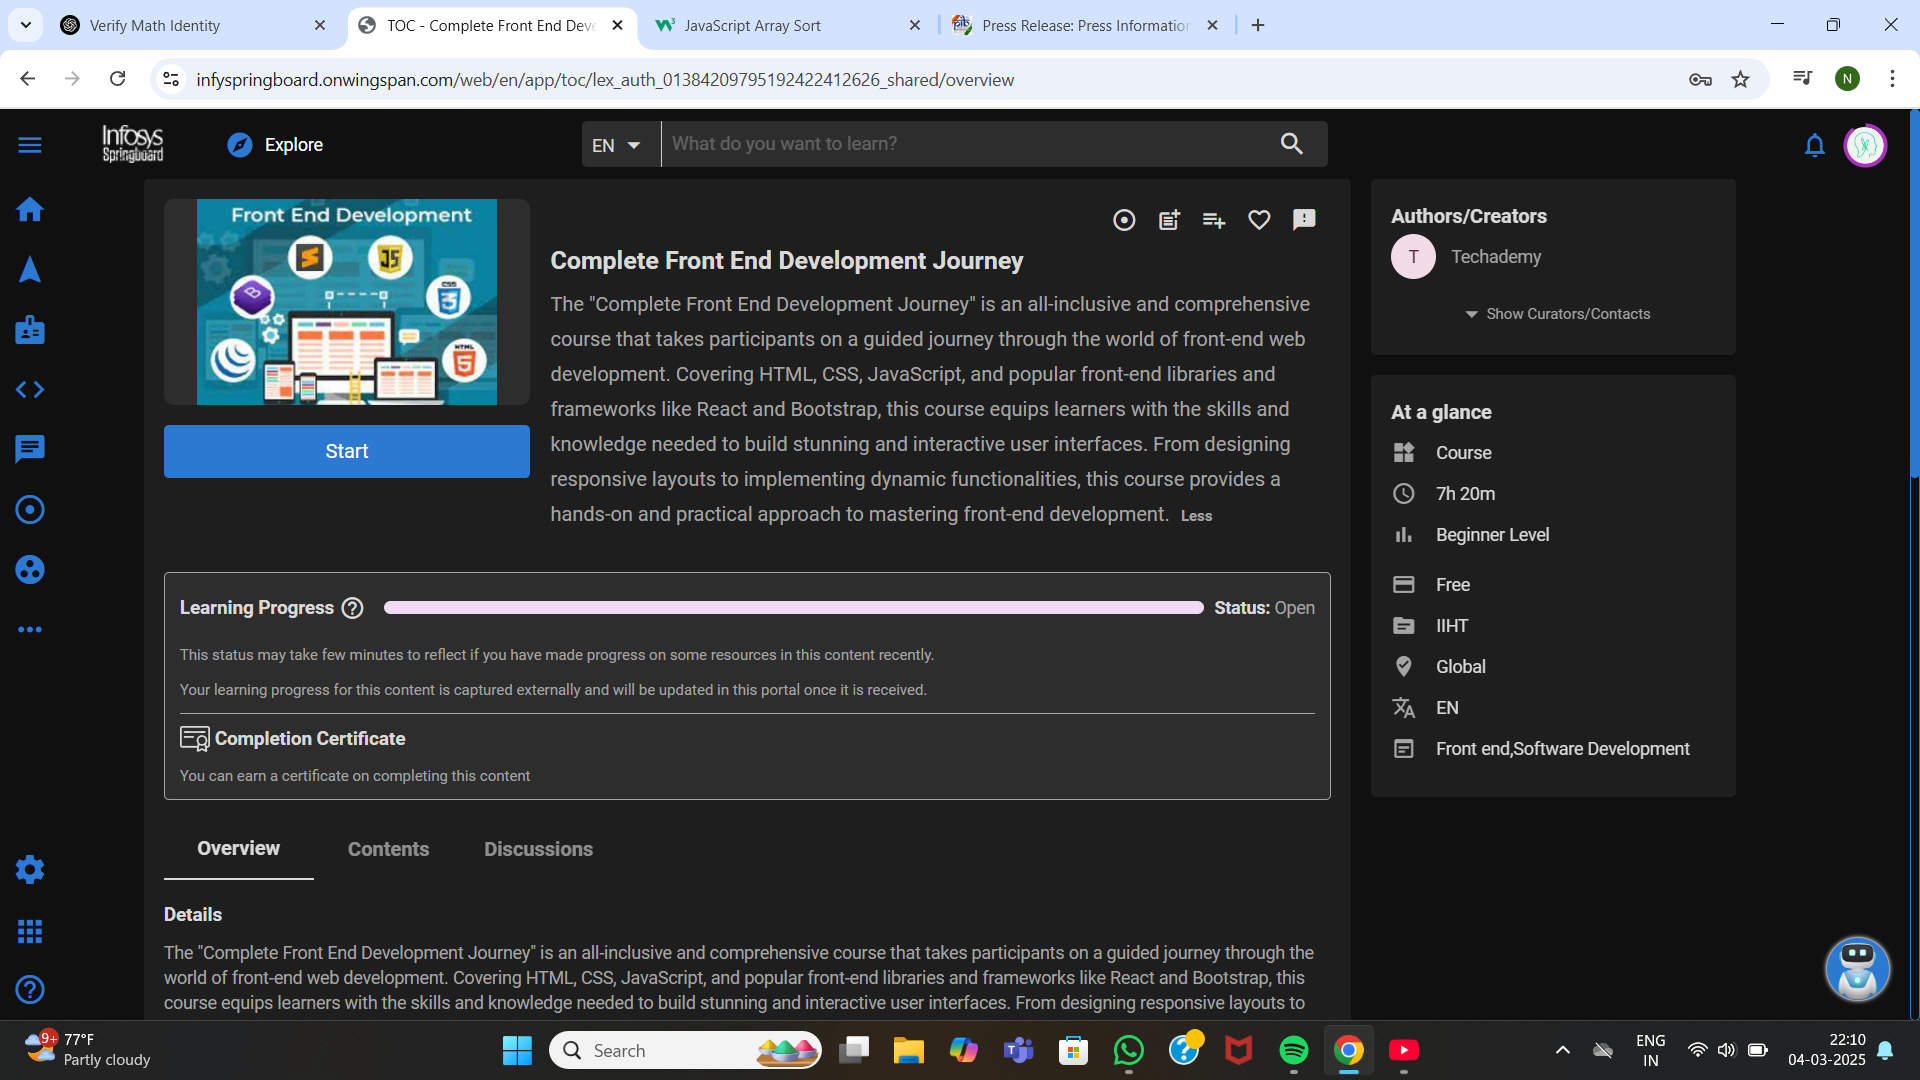 Verify Math Identity
TOC - Complete Front End Deve
JavaScript Array Sort
Press Release: Press Information
infyspringboard.onwingspan.com/web/en/app/toc/lex_auth_01384209795192422412626_shared/overview
N
Infosys
Springboard
Explore
EN
What do you want to learn?
Front End Development
JS
CSS
HTML
B
Start
Complete Front End Development Journey
The "Complete Front End Development Journey" is an all-inclusive and comprehensive
course that takes participants on a guided journey through the world of front-end web
development. Covering HTML, CSS, JavaScript, and popular front-end libraries and
frameworks like React and Bootstrap, this course equips learners with the skills and
knowledge needed to build stunning and interactive user interfaces. From designing
responsive layouts to implementing dynamic functionalities, this course provides a
hands-on and practical approach to mastering front-end development. Less
Learning Progress
Status: Open
This status may take few minutes to reflect if you have made progress on some resources in this content recently.
Your learning progress for this content is captured externally and will be updated in this portal once it is received.
Completion Certificate
You can earn a certificate on completing this content
Overview
Contents
Discussions
Details
The "Complete Front End Development Journey" is an all-inclusive and comprehensive course that takes participants on a guided journey through the
world of front-end web development. Covering HTML, CSS, JavaScript, and popular front-end libraries and frameworks like React and Bootstrap, this
course equips learners with the skills and knowledge needed to build stunning and interactive user interfaces. From designing responsive layouts to
Authors/Creators
T
Techademy
Show Curators/Contacts
At a glance
Course
7h 20m
Beginner Level
Free
IIHT
Global
EN
Front end,Software Development
9+
77°F
Partly cloudy
Search
ENG
IN
22:10
04-03-2025